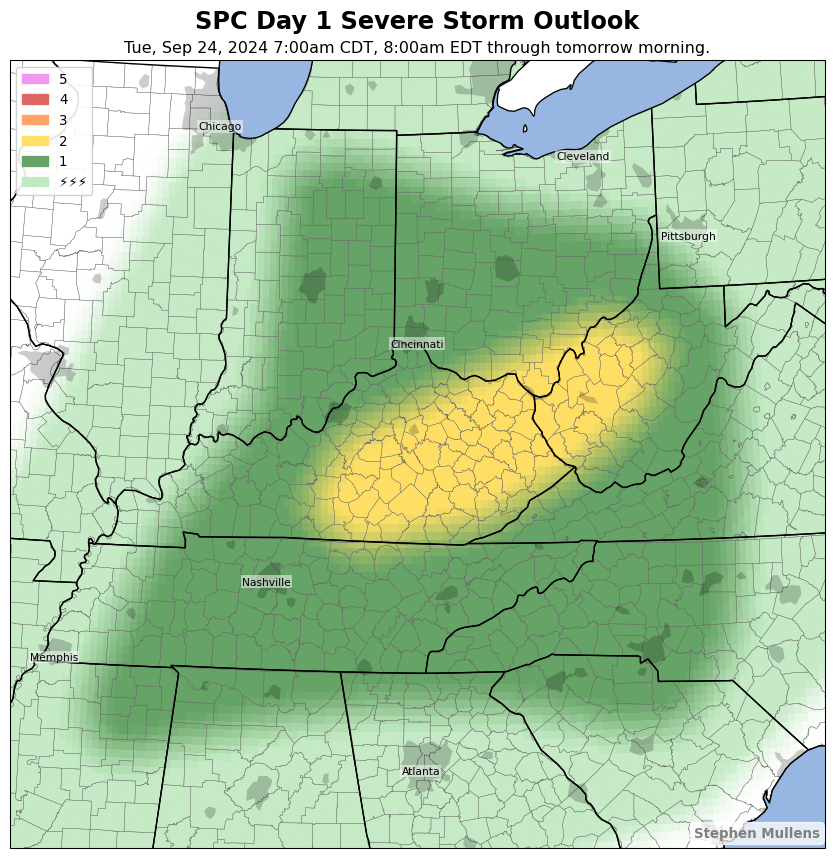 SPC Day 1 Severe Storm Outlook
Tue, Sep 24, 2024 7:00am CDT, 8:00am EDT through tomorrow morning.
5
4
3
2
1
⚡⚡⚡
Chicago
Cleveland
Pittsburgh
Cincinnati
Nashville
Memphis
Atlanta
Stephen Mullens